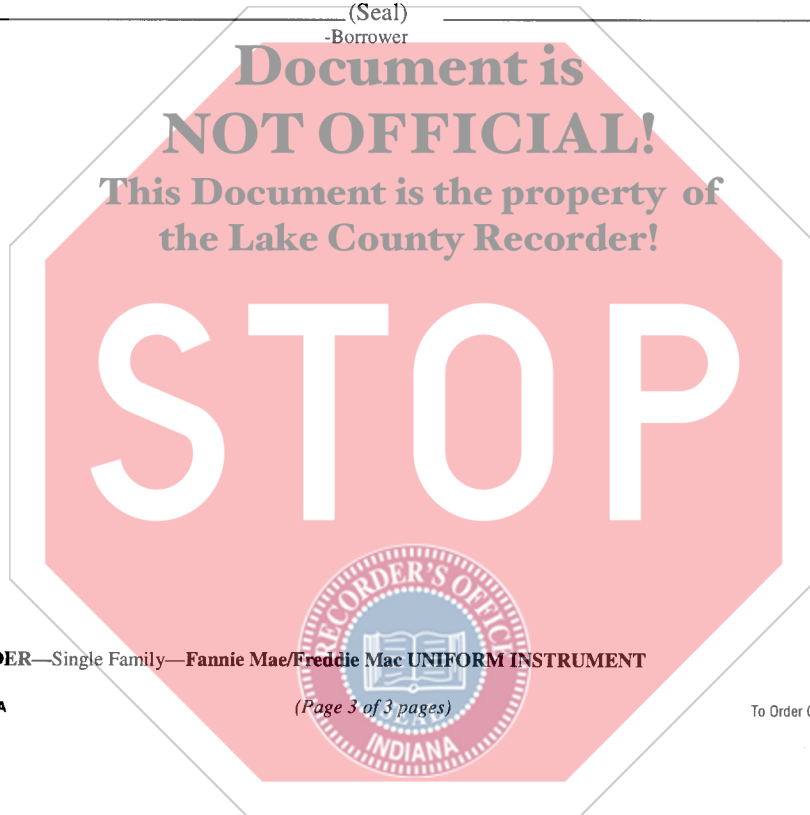 (Seal)
-Borrower
Document is
NOT OFFICIAL!
This Document is the property of
the Lake County Recorder!
STOP
RECORDER'S OFFICE
DER—Single Family—Fannie Mae/Freddie Mac UNIFORM INSTRUMENT
A
(Page 3 of 3 pages)
To Order
SEAL
INDIANA